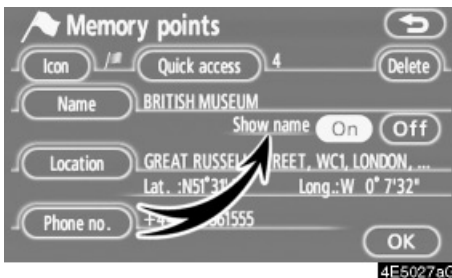 Memory points
Icon Quick access 4 Delete
Name BRITISH MUSEUM
Show name On Off
Location GREAT RUSSEL REET, WC1, LONDON, ...
Lat. :N51°31' Long.:W 0° 7'32"
Phone no. 1555
OK
4E5027aG